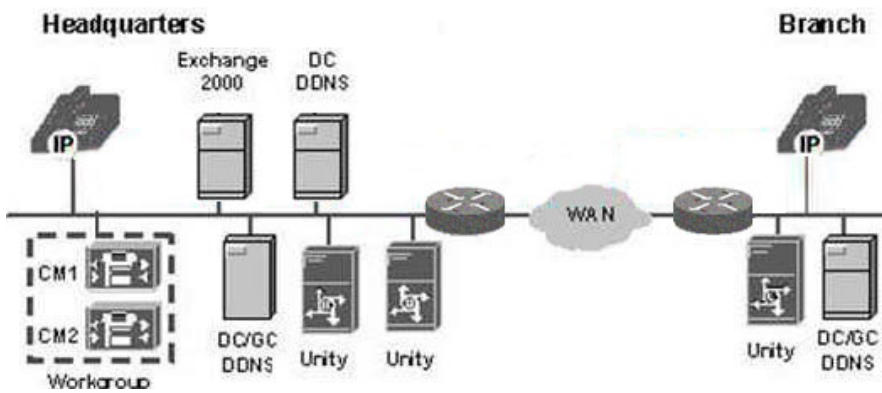 Headquarters
Branch
Exchange
2000
DC
DDNS
IP
IP
WAN
CM1
CM2
Workgroup
DC/GC
DDNS
Unity
Unity
Unity
DC/GC
DDNS